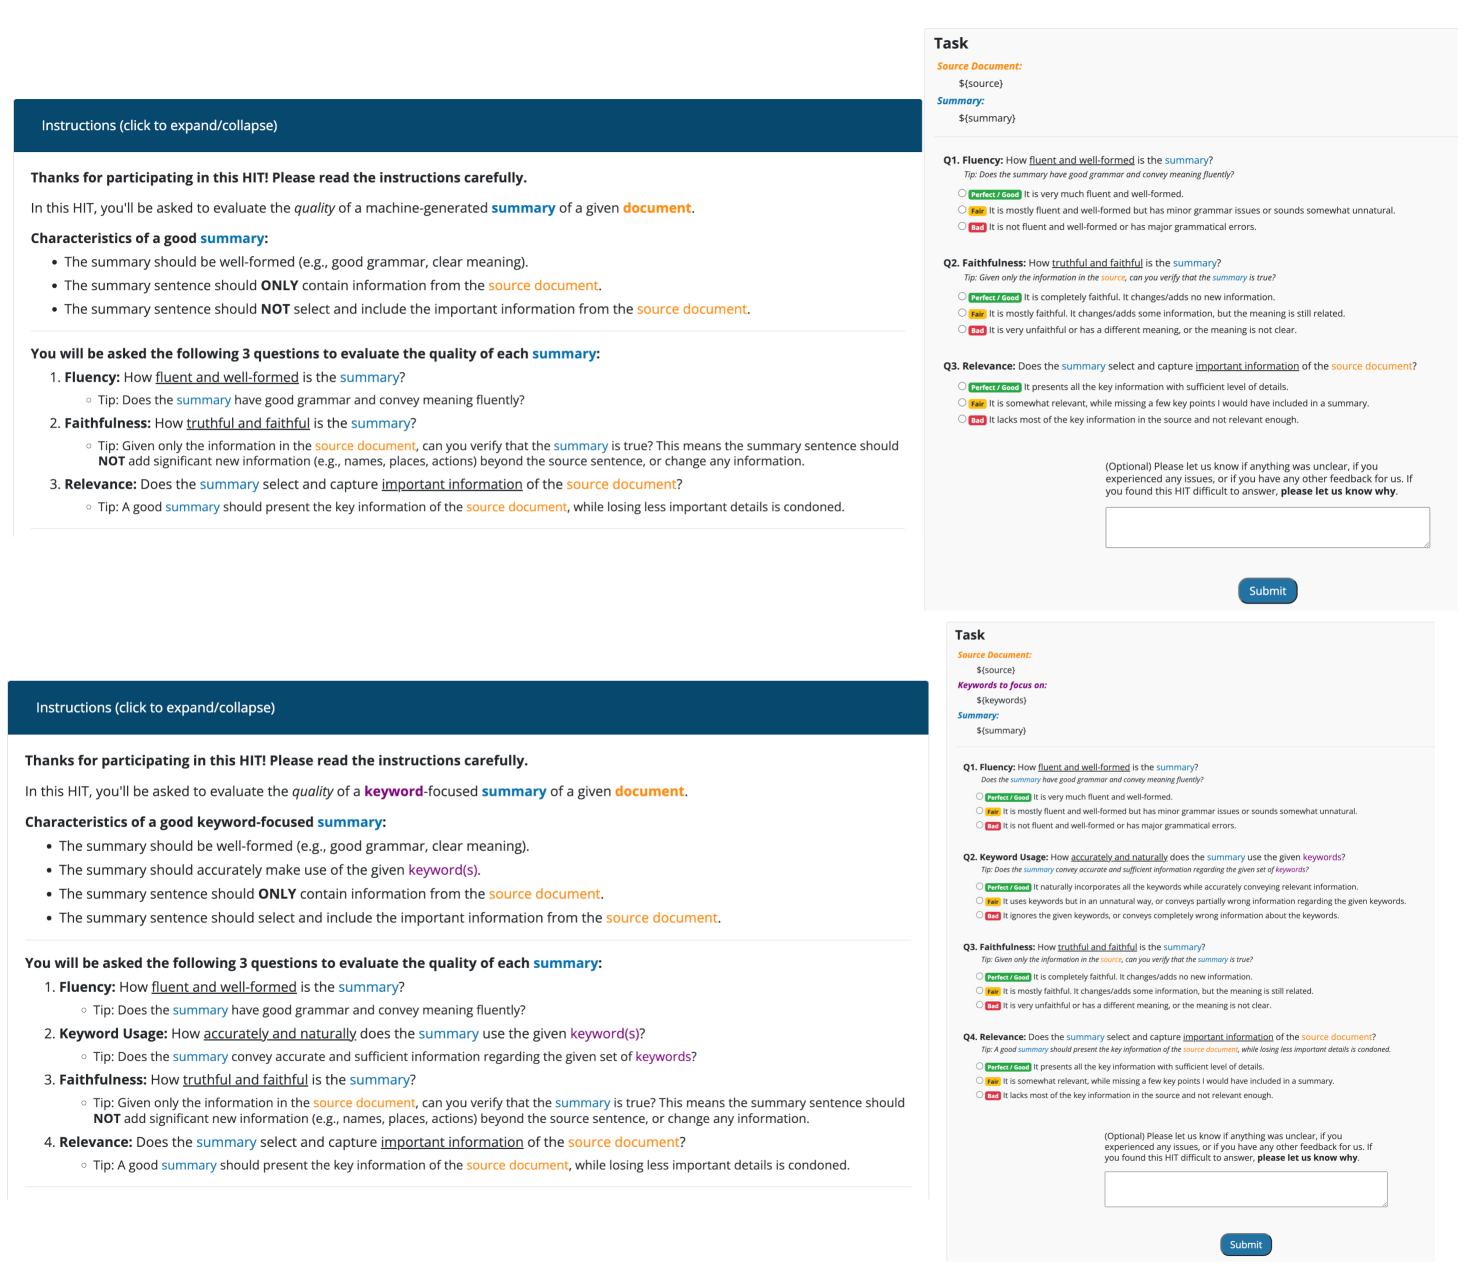 Instructions (click to expand/collapse)
Thanks for participating in this HIT! Please read the instructions carefully.
In this HIT, you'll be asked to evaluate the quality of a machine-generated summary of a given document.
Characteristics of a good summary:
• The summary should be well-formed (e.g., good grammar, clear meaning).
• The summary sentence should ONLY contain information from the source document.
• The summary sentence should NOT select and include the important information from the source document.
You will be asked the following 3 questions to evaluate the quality of each summary:
1. Fluency: How fluent and well-formed is the summary?
◦ Tip: Does the summary have good grammar and convey meaning fluently?
2. Faithfulness: How truthful and faithful is the summary?
◦ Tip: Given only the information in the source document, can you verify that the summary is true? This means the summary sentence should
NOT add significant new information (e.g., names, places, actions) beyond the source sentence, or change any information.
3. Relevance: Does the summary select and capture important information of the source document?
◦ Tip: A good summary should present the key information of the source document, while losing less important details is condoned.
Task
Source Document:
${source}
Summary:
${summary}
Q1. Fluency: How fluent and well-formed is the summary?
Tip: Does the summary have good grammar and convey meaning fluently?
Perfect / Good It is very much fluent and well-formed.
Fair It is mostly fluent and well-formed but has minor grammar issues or sounds somewhat unnatural.
Bad It is not fluent and well-formed or has major grammatical errors.
Q2. Faithfulness: How truthful and faithful is the summary?
Tip: Given only the information in the source, can you verify that the summary is true?
Perfect / Good It is completely faithful. It changes/adds no new information.
Fair It is mostly faithful. It changes/adds some information, but the meaning is still related.
Bad It is very unfaithful or has a different meaning, or the meaning is not clear.
Q3. Relevance: Does the summary select and capture important information of the source document?
Perfect / Good It presents all the key information with sufficient level of details.
Fair It is somewhat relevant, while missing a few key points I would have included in a summary.
Bad It lacks most of the key information in the source and not relevant enough.
(Optional) Please let us know if anything was unclear, if you
experienced any issues, or if you have any other feedback for us. If
you found this HIT difficult to answer, please let us know why.
Submit
Instructions (click to expand/collapse)
Thanks for participating in this HIT! Please read the instructions carefully.
In this HIT, you'll be asked to evaluate the quality of a keyword-focused summary of a given document.
Characteristics of a good keyword-focused summary:
• The summary should be well-formed (e.g., good grammar, clear meaning).
• The summary should accurately make use of the given keyword(s).
• The summary sentence should ONLY contain information from the source document.
• The summary sentence should select and include the important information from the source document.
You will be asked the following 3 questions to evaluate the quality of each summary:
1. Fluency: How fluent and well-formed is the summary?
◦ Tip: Does the summary have good grammar and convey meaning fluently?
2. Keyword Usage: How accurately and naturally does the summary use the given keyword(s)?
◦ Tip: Does the summary convey accurate and sufficient information regarding the given set of keywords?
3. Faithfulness: How truthful and faithful is the summary?
◦ Tip: Given only the information in the source document, can you verify that the summary is true? This means the summary sentence should
NOT add significant new information (e.g., names, places, actions) beyond the source sentence, or change any information.
4. Relevance: Does the summary select and capture important information of the source document?
◦ Tip: A good summary should present the key information of the source document, while losing less important details is condoned.
Task
Source Document:
${source}
Keywords to focus on:
${keywords}
Summary:
${summary}
Q1. Fluency: How fluent and well-formed is the summary?
Does the summary have good grammar and convey meaning fluently?
Perfect / Good It is very much fluent and well-formed.
Fair It is mostly fluent and well-formed but has minor grammar issues or sounds somewhat unnatural.
Bad It is not fluent and well-formed or has major grammatical errors.
Q2. Keyword Usage: How accurately and naturally does the summary use the given keywords?
Tip: Does the summary convey accurate and sufficient information regarding the given set of keywords?
Perfect / Good It naturally incorporates all the keywords while accurately conveying relevant information.
Fair It uses keywords but in an unnatural way, or conveys partially wrong information regarding the given keywords.
Bad It ignores the given keywords, or conveys completely wrong information about the keywords.
Q3. Faithfulness: How truthful and faithful is the summary?
Tip: Given only the information in the source, can you verify that the summary is true?
Perfect / Good It is completely faithful. It changes/adds no new information.
Fair It is mostly faithful. It changes/adds some information, but the meaning is still related.
Bad It is very unfaithful or has a different meaning, or the meaning is not clear.
Q4. Relevance: Does the summary select and capture important information of the source document?
Tip: A good summary should present the key information of the source document, while losing less important details is condoned.
Perfect / Good It presents all the key information with sufficient level of details.
Fair It is somewhat relevant, while missing a few key points I would have included in a summary.
Bad It lacks most of the key information in the source and not relevant enough.
(Optional) Please let us know if anything was unclear, if you
experienced any issues, or if you have any other feedback for us. If
you found this HIT difficult to answer, please let us know why.
Submit